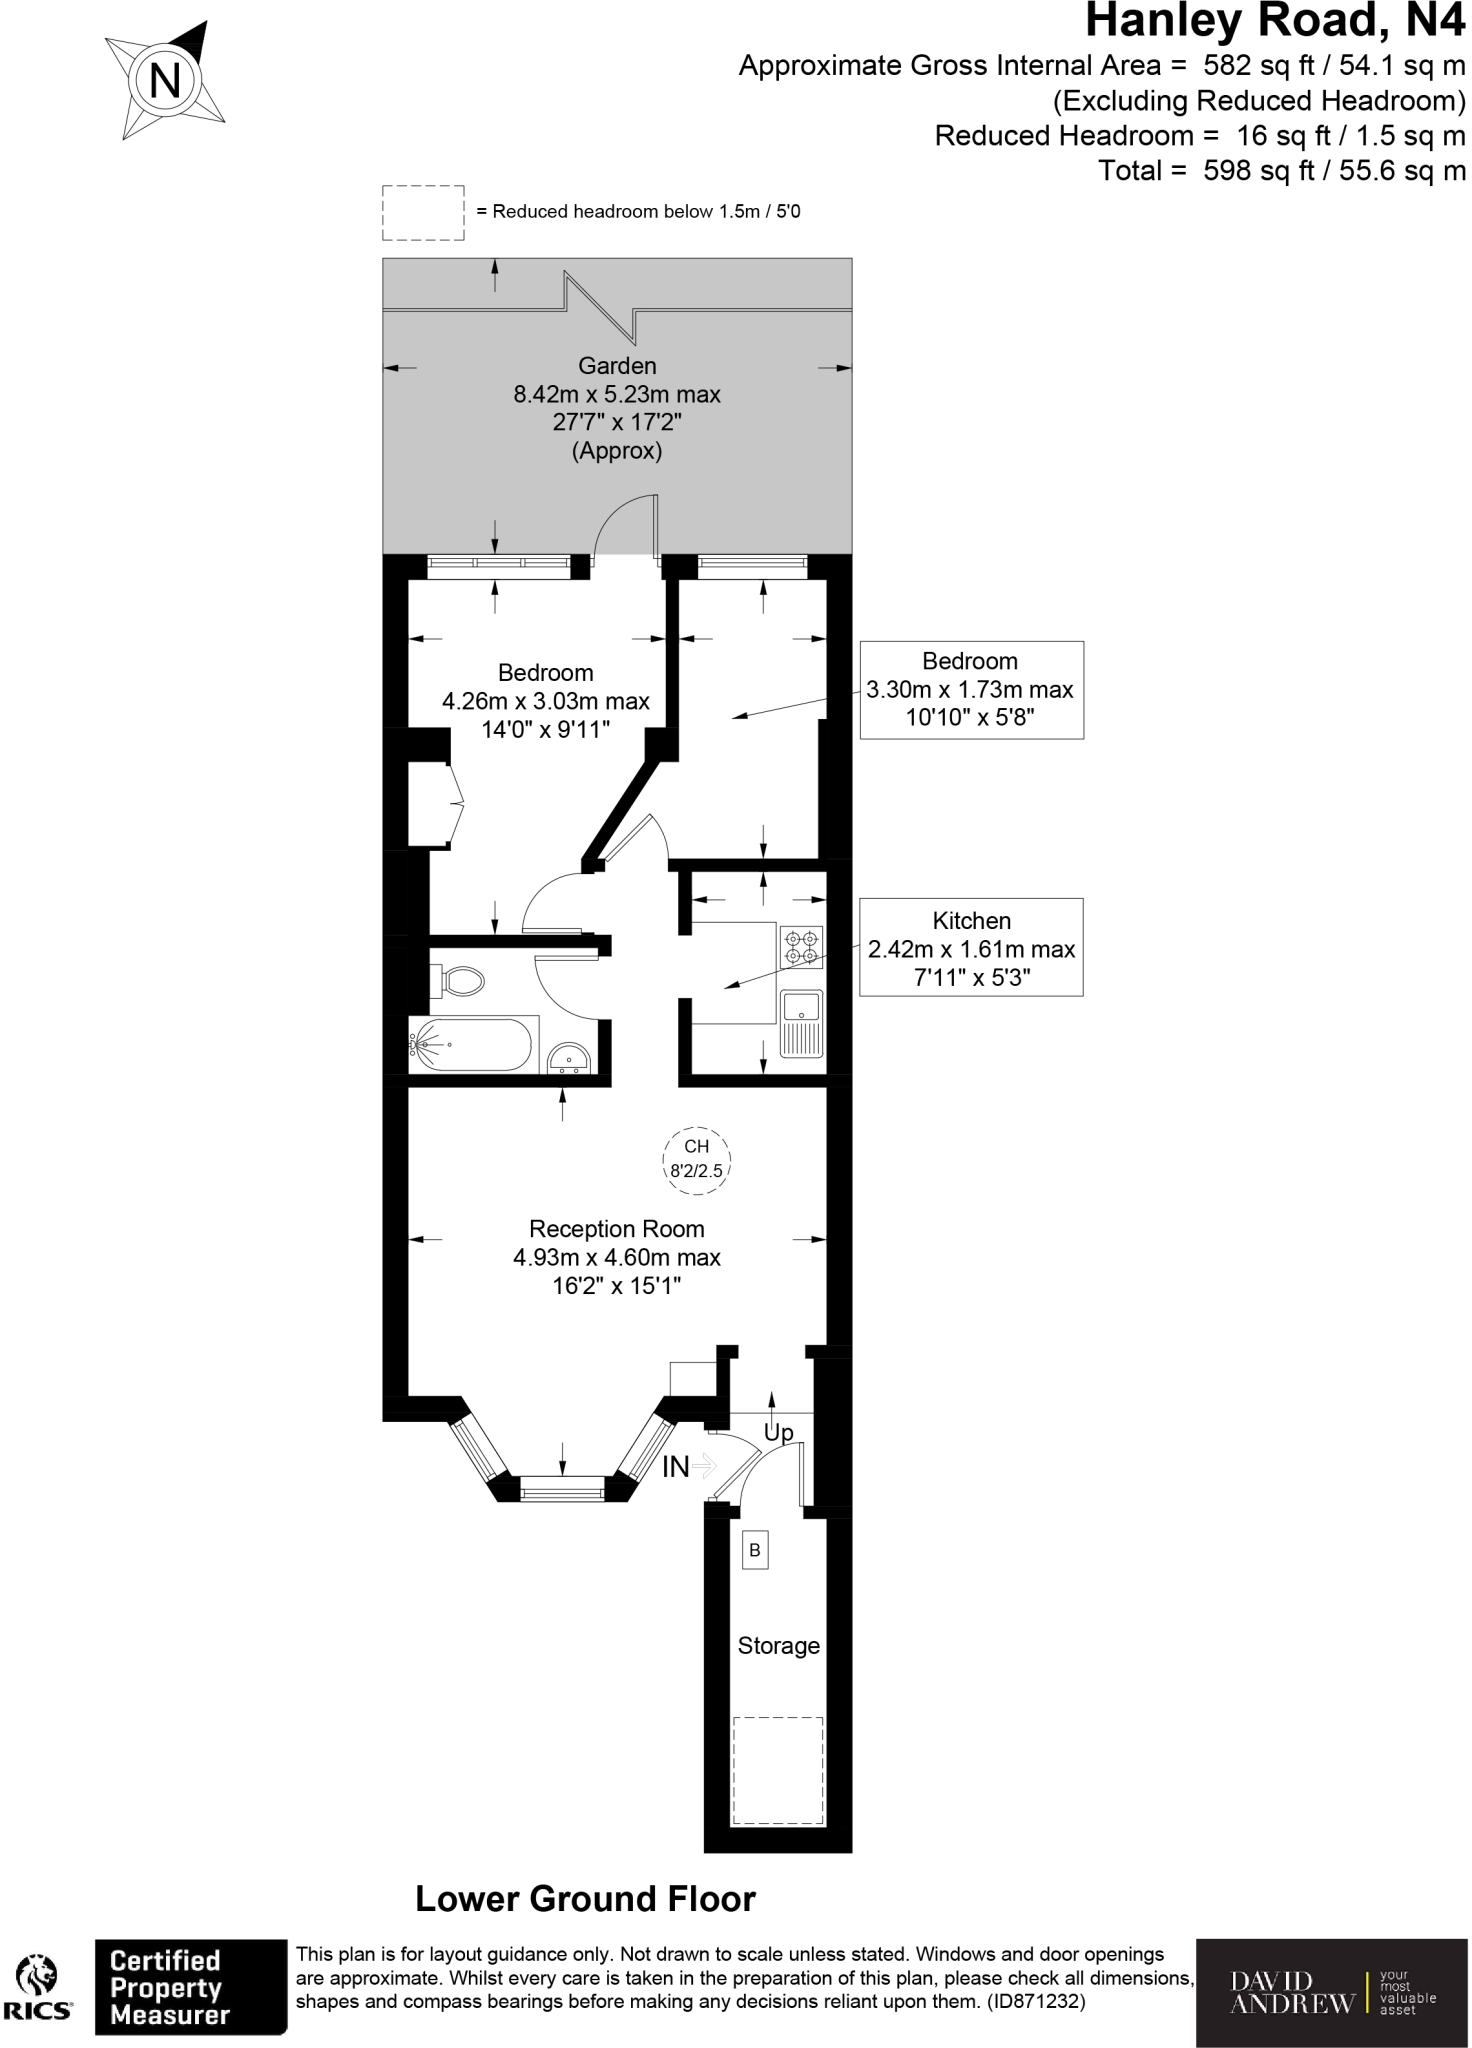 Hanley Road, N4
Approximate Gross Internal Area = 582 sq ft / 54.1 sq m
(Excluding Reduced Headroom)
Reduced Headroom = 16 sq ft / 1.5 sq m
Total = 598 sq ft / 55.6 sq m
N
= Reduced headroom below 1.5m / 5'0
Garden
8.42m x 5.23m max
27'7" x 17'2"
(Approx)
Bedroom
4.26m x 3.03m max
14'0" x 9'11"
Bedroom
3.30m x 1.73m max
10'10" x 5'8"
Kitchen
2.42m x 1.61m max
7'11" x 5'3"
CH
8'2/2.5
Reception Room
4.93m x 4.60m max
16'2" x 15'1"
Up
IN
B
Storage
Lower Ground Floor
RICS
Certified
Property
Measurer
This plan is for layout guidance only. Not drawn to scale unless stated. Windows and door openings
are approximate. Whilst every care is taken in the preparation of this plan, please check all dimensions,
shapes and compass bearings before making any decisions reliant upon them. (ID871232)
DAVID
ANDREW
your
most
valuable
asset